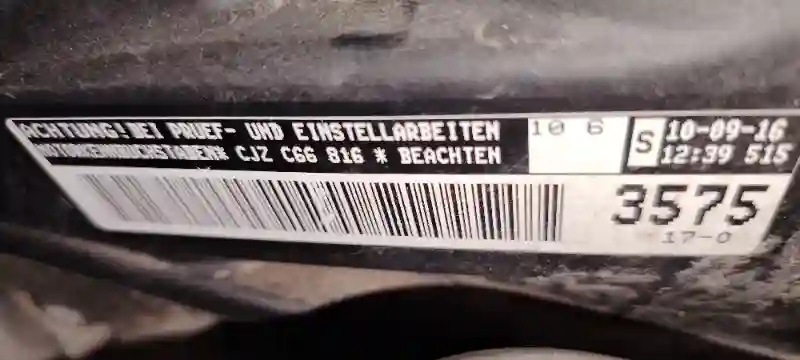 ACHTUNG! BEI PRUEF- UND EINSTELLARBEITEN
MOTORKENNBUCHSTABEN* CJZ C66 816 * BEACHTEN
10 6
S
10-09-16
12:39 515
3575
17-0